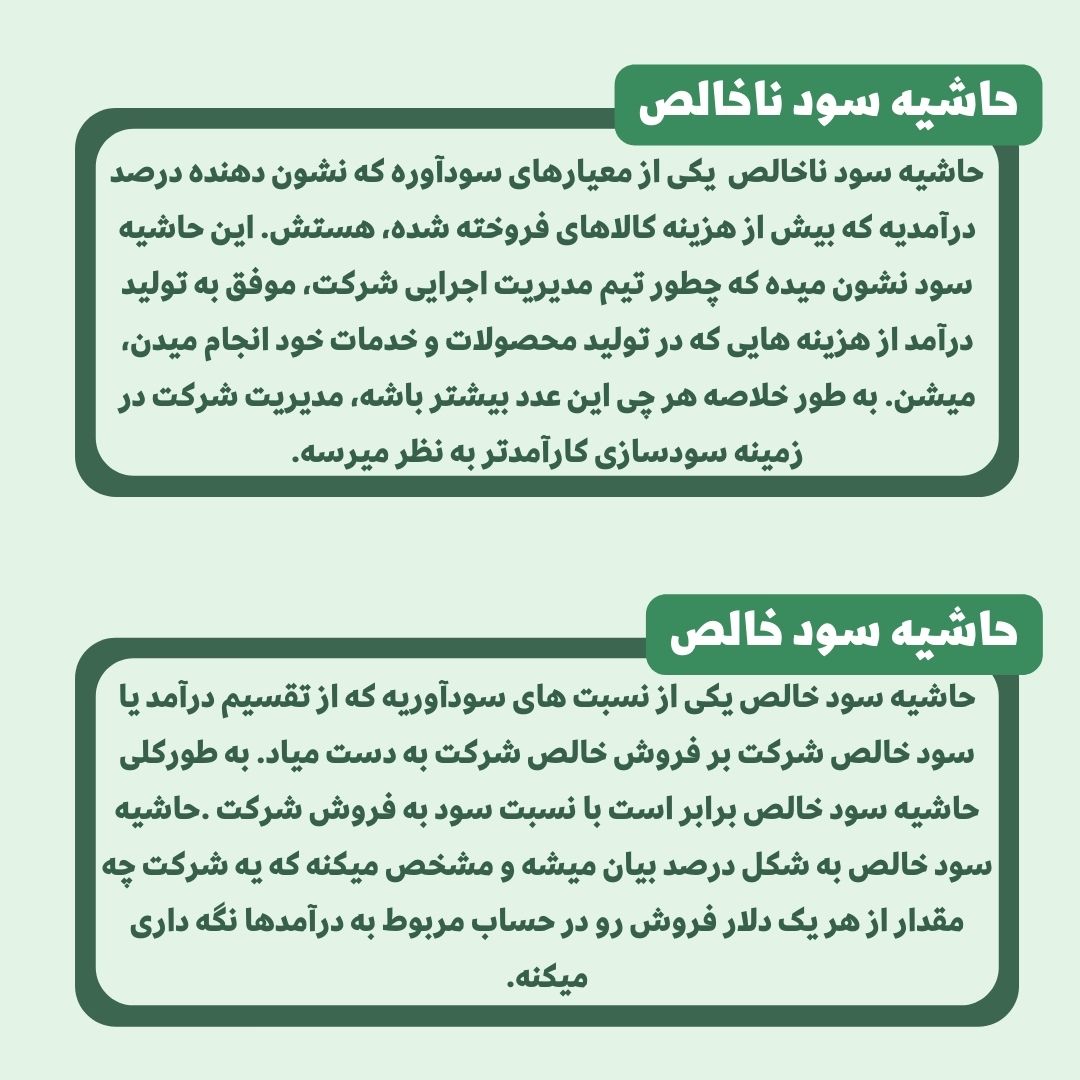 حاشیه سود ناخالص
حاشیه سود ناخالص یکی از معیارهای سودآوره که نشون دهنده درصد
درآمدیه که بیش از هزینه کالاهای فروخته شده، هستش. این حاشیه
سود نشون میده که چطور تیم مدیریت اجرایی شرکت، موفق به تولید
درآمد از هزینه هایی که در تولید محصولات و خدمات خود انجام میدن،
میشن. به طور خلاصه هر چی این عدد بیشتر باشه، مدیریت شرکت در
زمینه سودسازی کارآمدتر به نظر میرسه.
حاشیه سود خالص
حاشیه سود خالص یکی از نسبت های سودآوریه که از تقسیم درآمد یا
سود خالص شرکت بر فروش خالص شرکت به دست میاد. به طورکلی
حاشیه سود خالص برابر است با نسبت سود به فروش شرکت .حاشیه
سود خالص به شکل درصد بیان میشه و مشخص میکنه که یه شرکت چه
مقدار از هر یک دلار فروش رو در حساب مربوط به درآمدها نگه داری
میکنه.